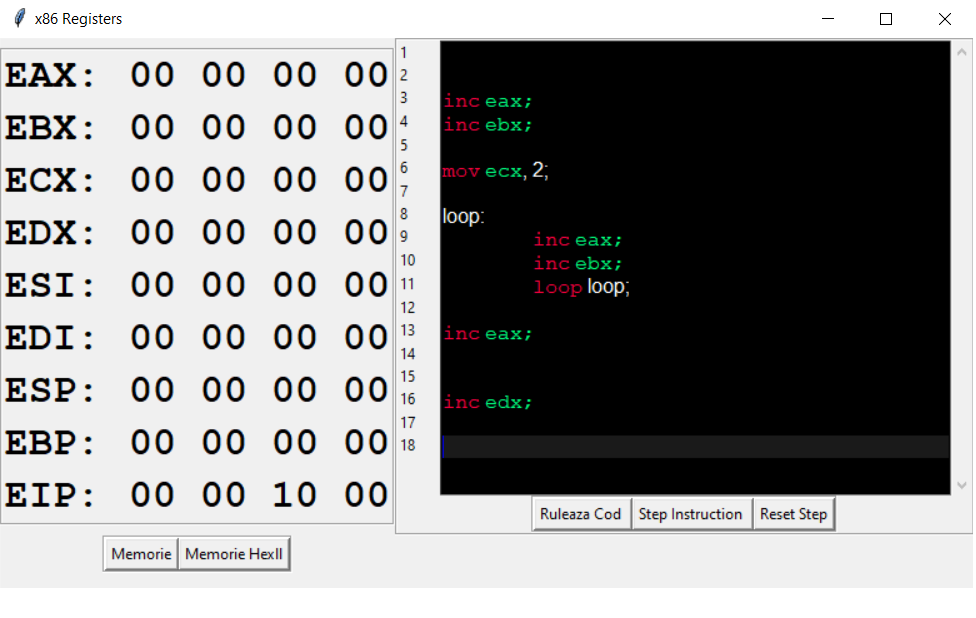 x86 Registers
EAX: 00 00 00 00
EBX: 00 00 00 00
ECX: 00 00 00 00
EDX: 00 00 00 00
ESI: 00 00 00 00
EDI: 00 00 00 00
ESP: 00 00 00 00
EBP: 00 00 00 00
EIP: 00 00 10 00
Memorie Memorie HexII
1
2
3 inc eax;
4 inc ebx;
5
6 mov ecx, 2;
7
8 loop:
9 inc eax;
10 inc ebx;
11 loop loop;
12
13 inc eax;
14
15
16 inc edx;
17
18
Ruleaza Cod Step Instruction Reset Step